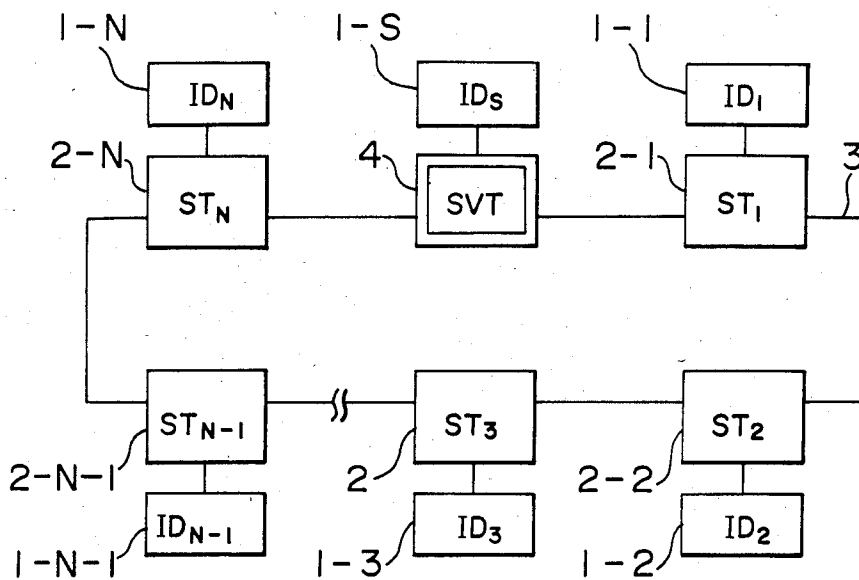 1-N 1-S 1-1
ID_N ID_S ID_1
2-N 4 2-1 3
ST_N SVT ST_1
ST_N-1 ST_3 ST_2
2-N-1 2 2-2
ID_N-1 ID_3 ID_2
1-N-1 1-3 1-2